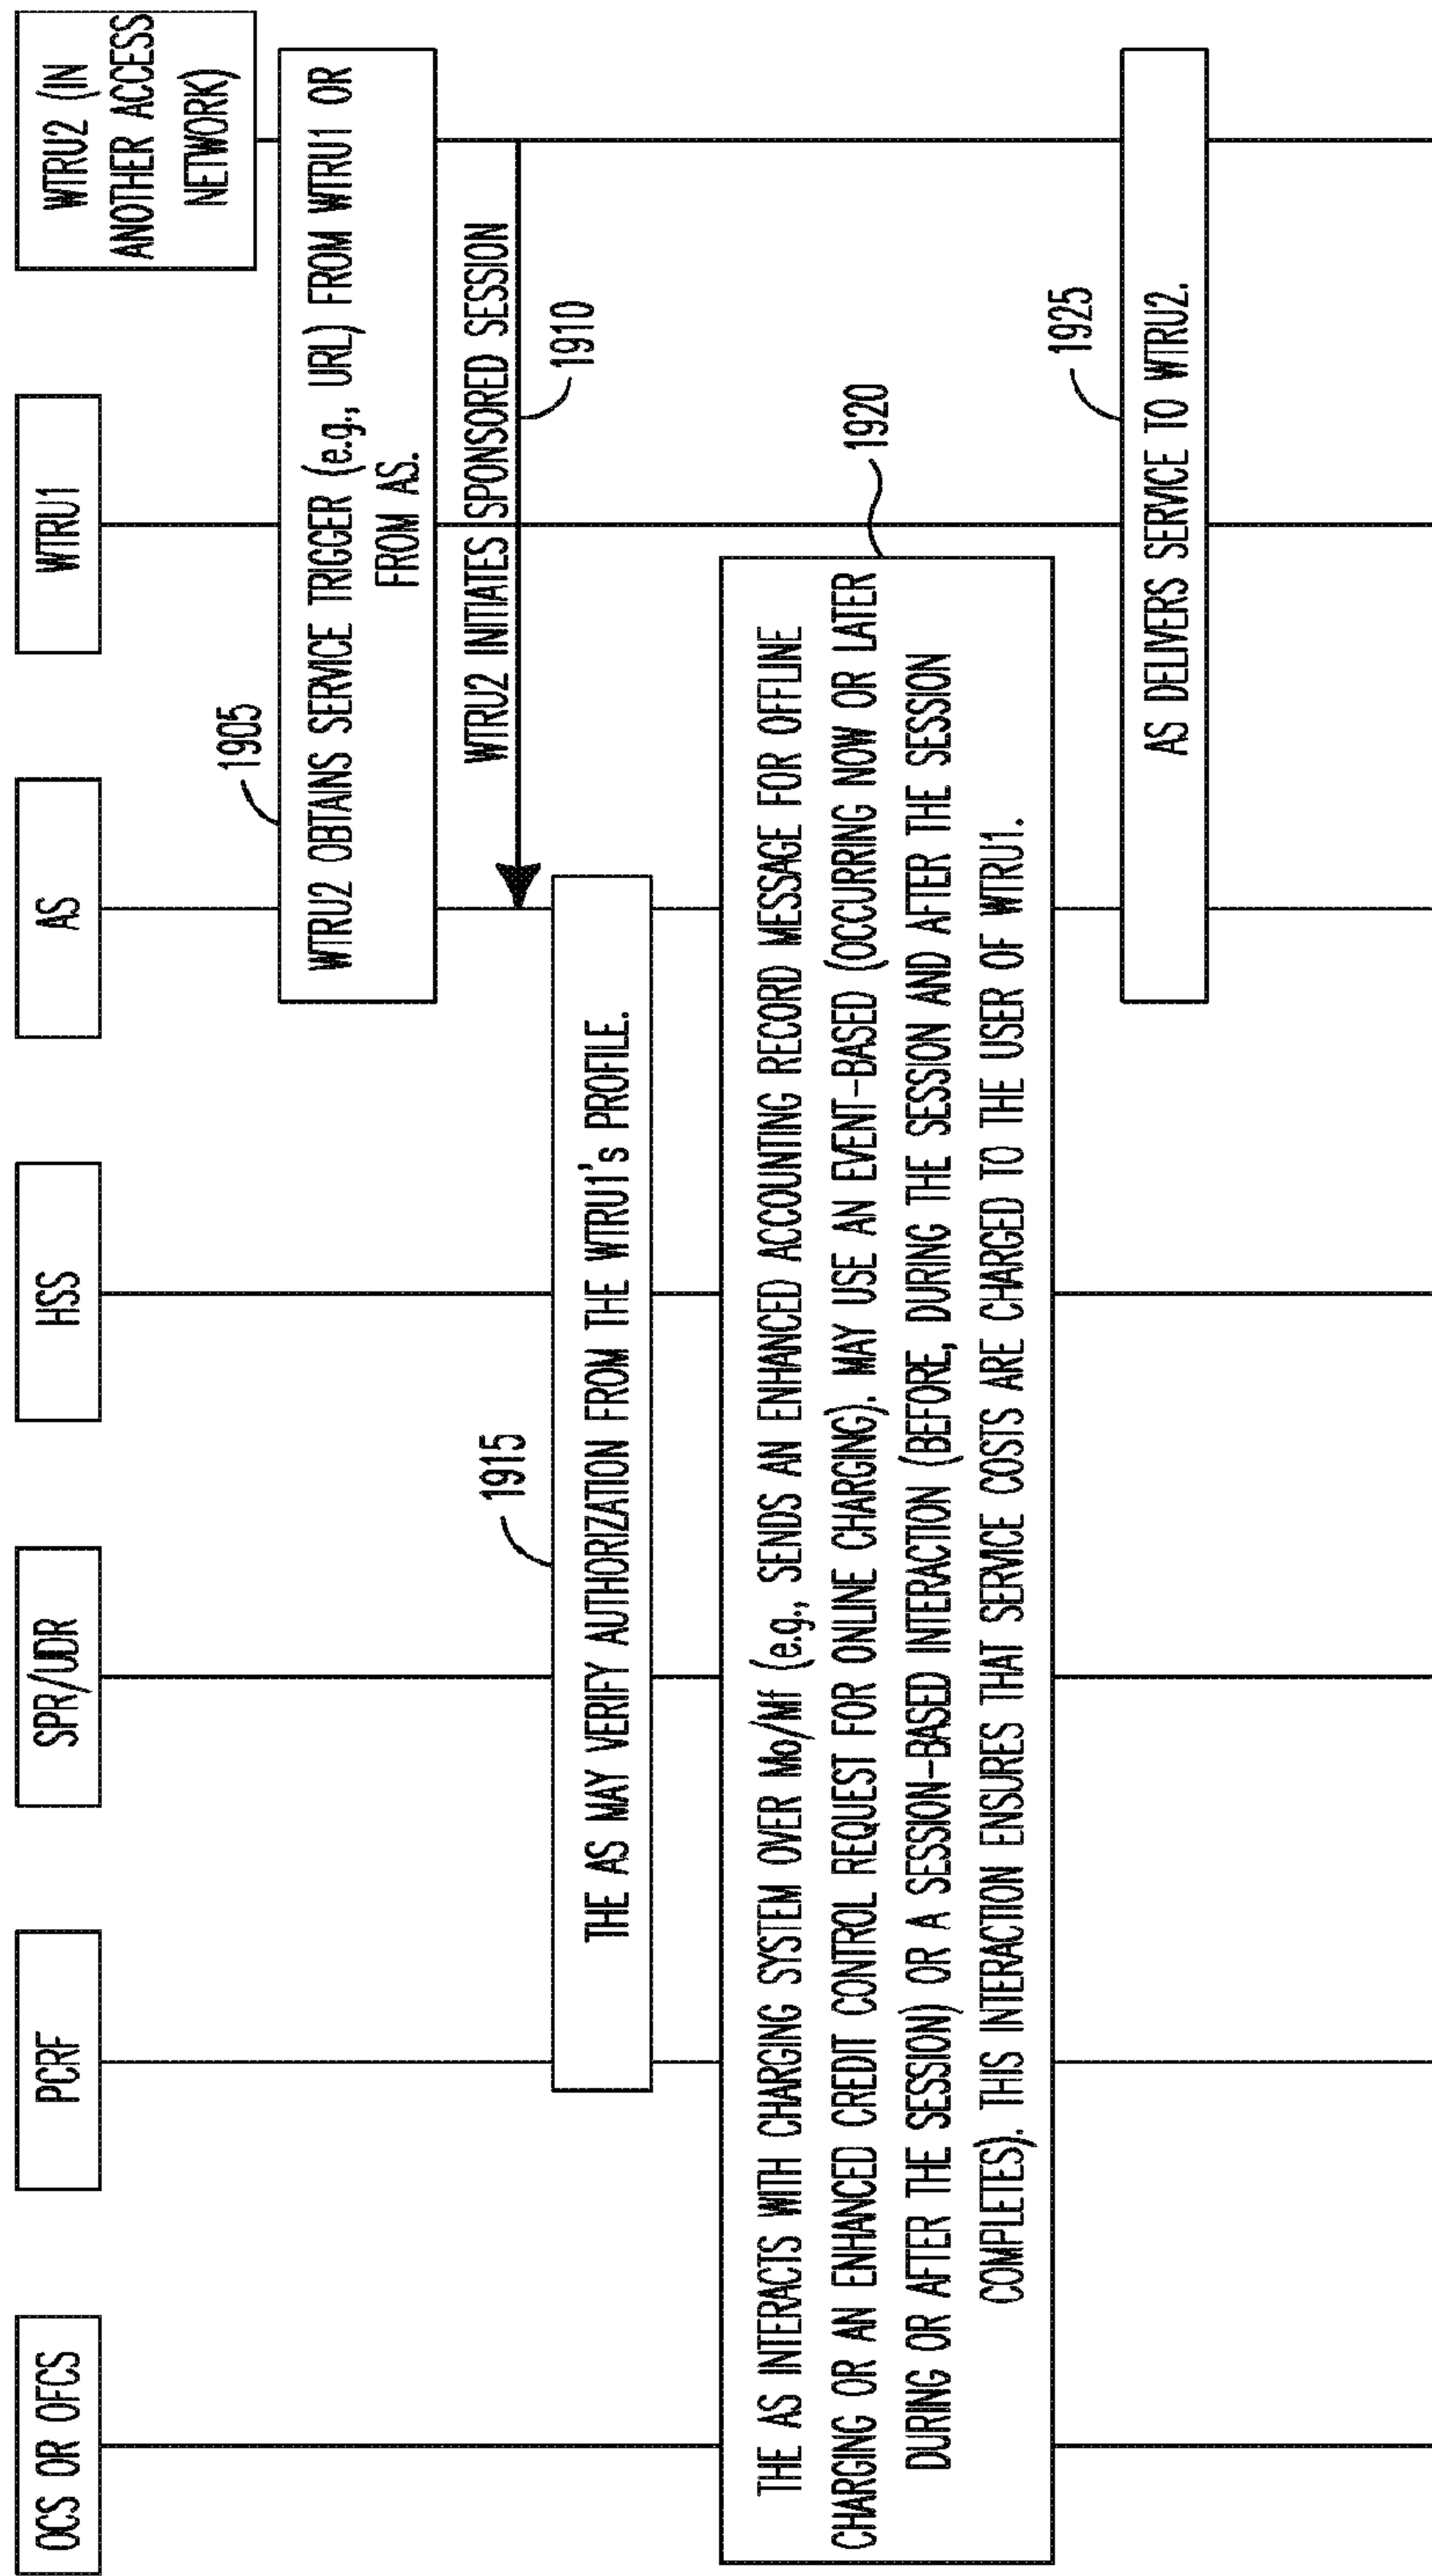 OCS OR OFCS
PCRF
SPR/UDR
HSS
AS
WTRU1
WTRU2 (IN
ANOTHER ACCESS
NETWORK)
1905
WTRU2 OBTAINS SERVICE TRIGGER (e.g., URL) FROM WTRU1 OR
FROM AS.
WTRU2 INITIATES SPONSORED SESSION
1910
1915
THE AS MAY VERIFY AUTHORIZATION FROM THE WTRU1's PROFILE.
1920
THE AS INTERACTS WITH CHARGING SYSTEM OVER Mo/Mf (e.g., SENDS AN ENHANCED ACCOUNTING RECORD MESSAGE FOR OFFLINE
CHARGING OR AN ENHANCED CREDIT CONTROL REQUEST FOR ONLINE CHARGING). MAY USE AN EVENT-BASED (OCCURRING NOW OR LATER
DURING OR AFTER THE SESSION) OR A SESSION-BASED INTERACTION (BEFORE, DURING THE SESSION AND AFTER THE SESSION
COMPLETES). THIS INTERACTION ENSURES THAT SERVICE COSTS ARE CHARGED TO THE USER OF WTRU1.
1925
AS DELIVERS SERVICE TO WTRU2.